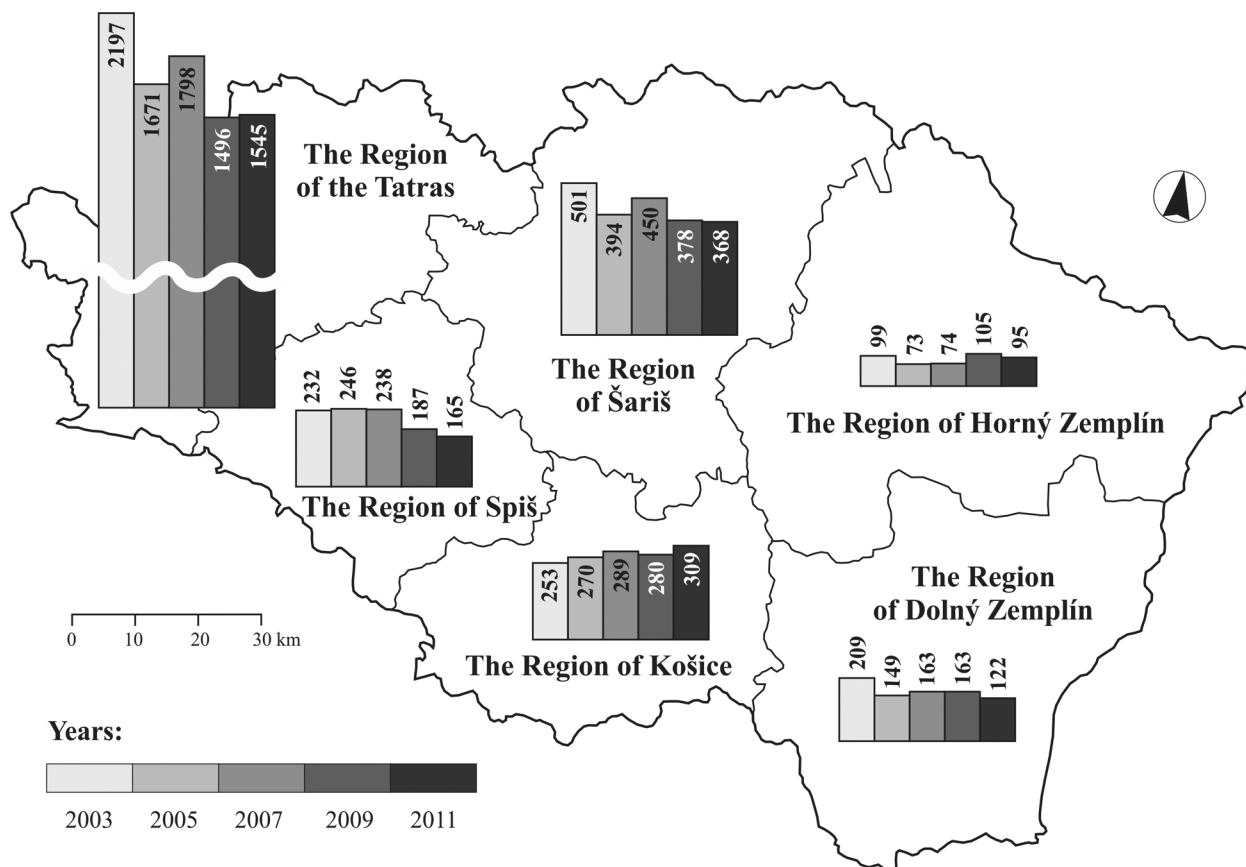 2197
1671
1798
1496
1545
The Region
of the Tatras
501
394
450
378
368
The Region
of Šariš
99
73
74
105
95
The Region of Horný Zemplín
232
246
238
187
165
The Region of Spiš
253
270
289
280
309
The Region of Košice
The Region
of Dolný Zemplín
209
149
163
163
122
0 10 20 30 km
Years:
2003 2005 2007 2009 2011